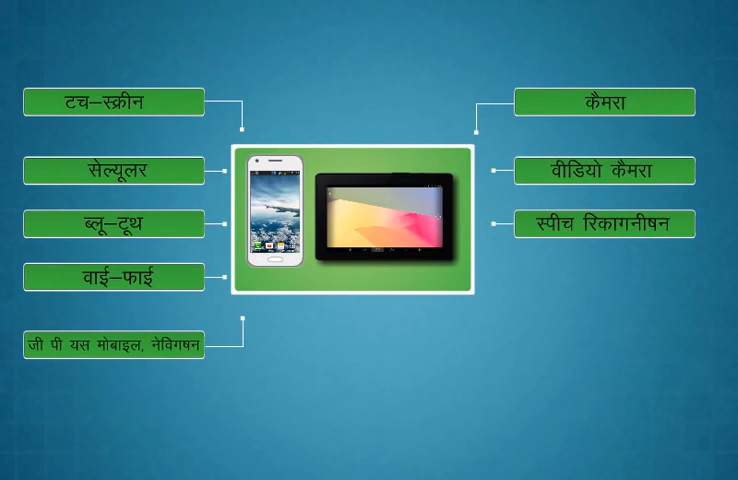 टच–स्क्रीन
सेल्यूलर
ब्लू–टूथ
वाई–फाई
जी पी यस मोबाइल, नेविगषन
कैमरा
वीडियो कैमरा
स्पीच रिकागनीषन